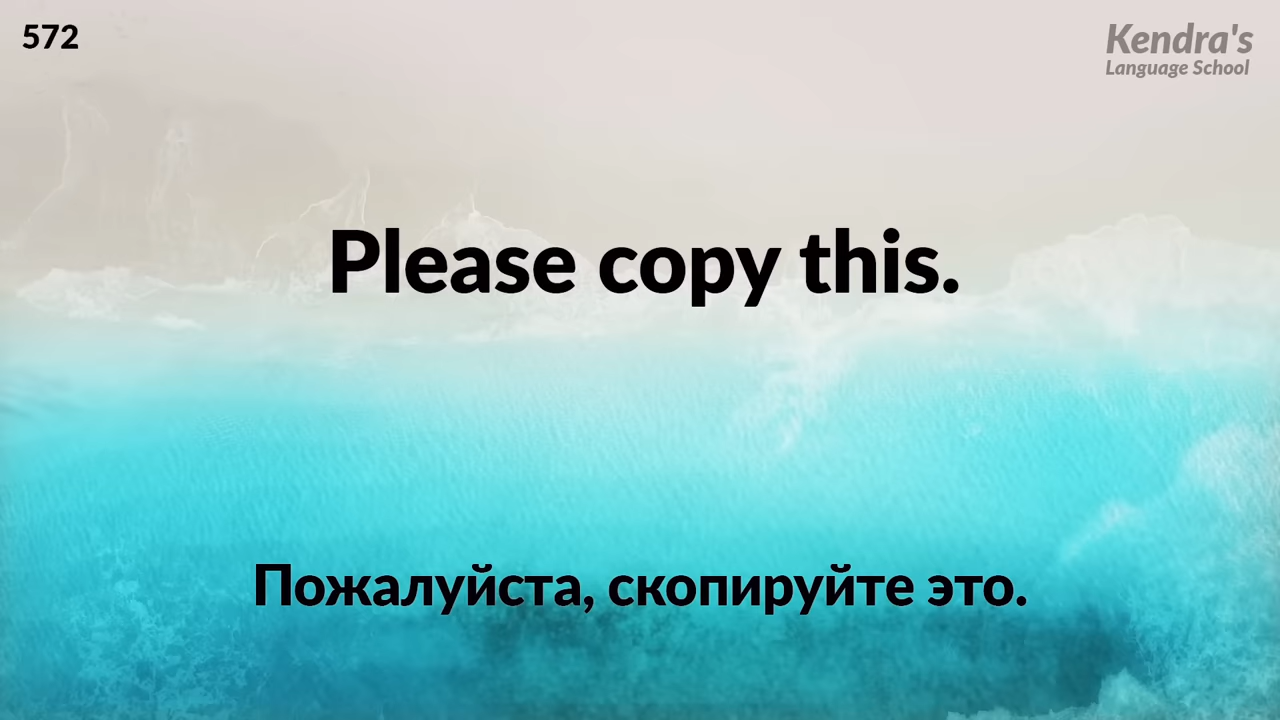 572
Kendra's
Language School
Please copy this.
Пожалуйста, скопируйте это.